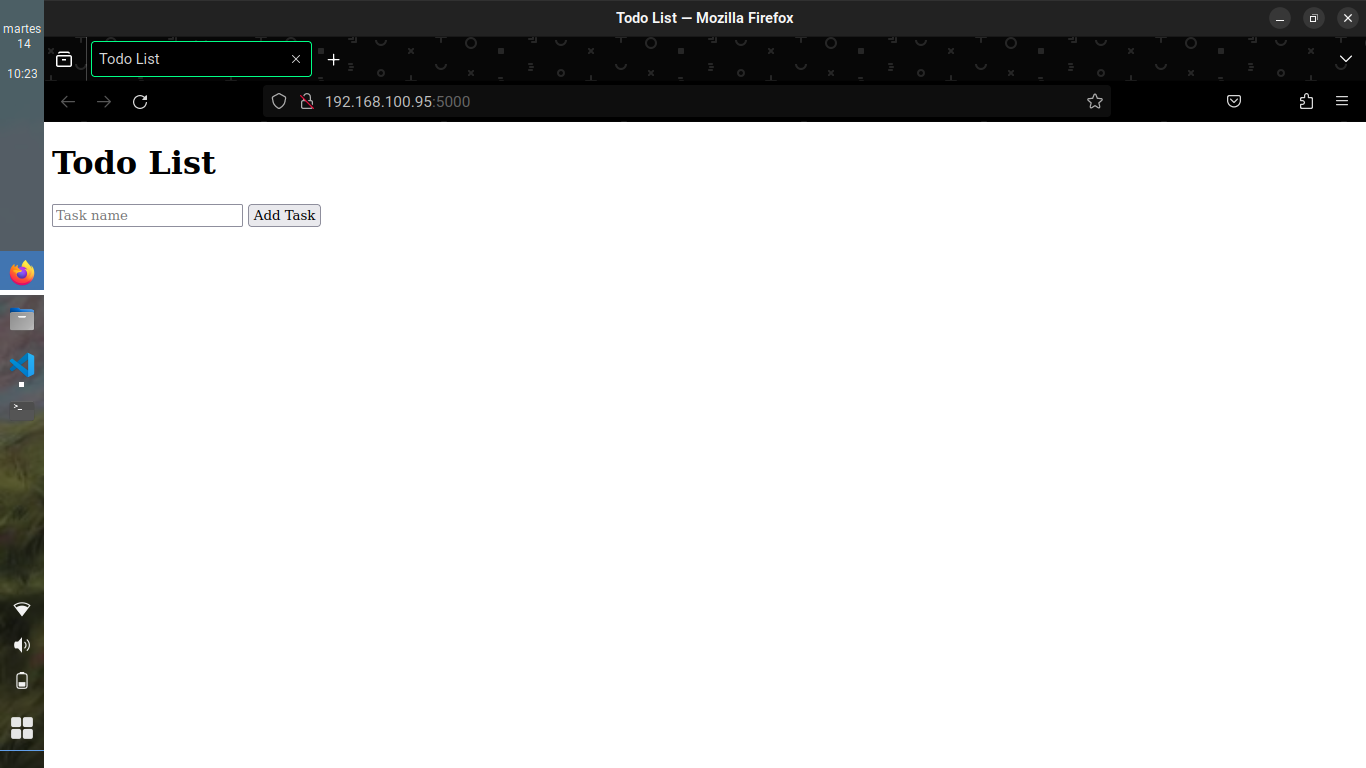 Todo List — Mozilla Firefox
martes
14
10:23
Todo List
192.168.100.95:5000
Todo List
Task name
Add Task
>_